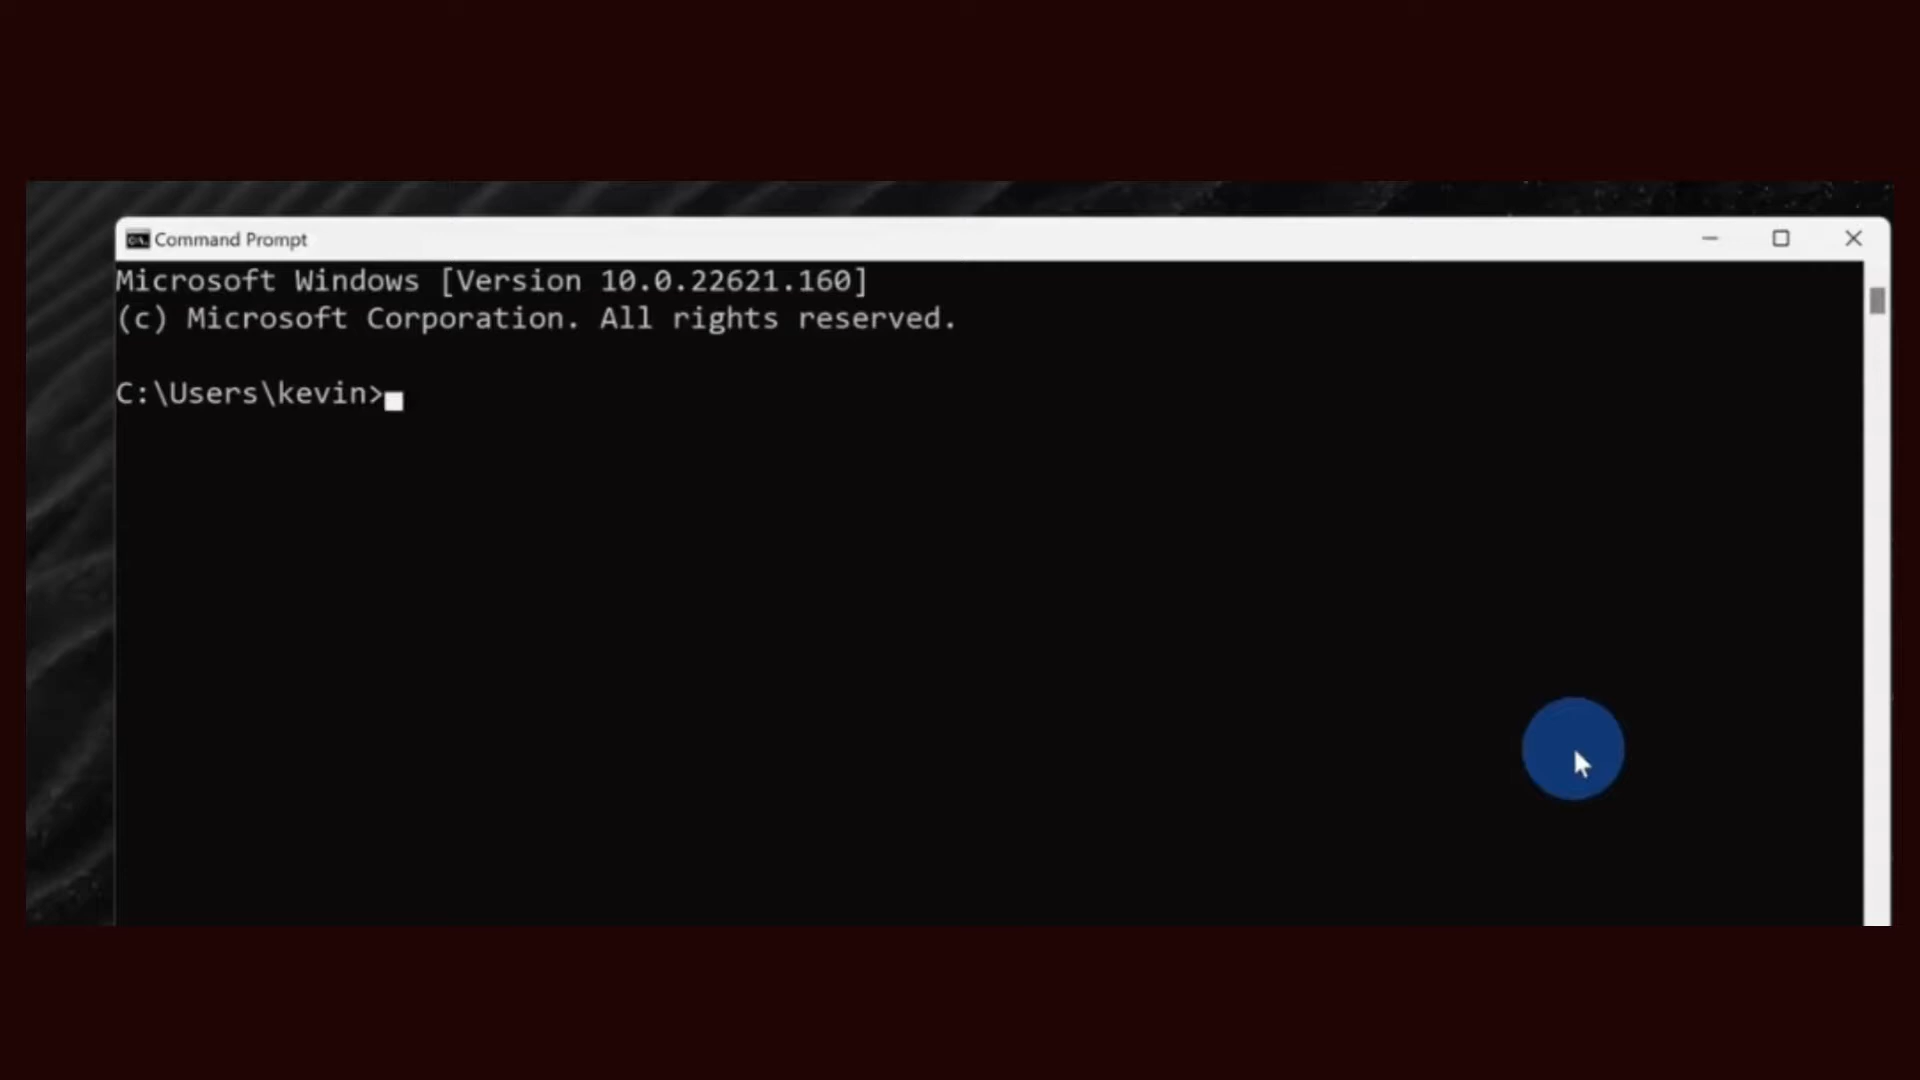 Command Prompt
Microsoft Windows [Version 10.0.22621.160]
(c) Microsoft Corporation. All rights reserved.
C:\Users\kevin>